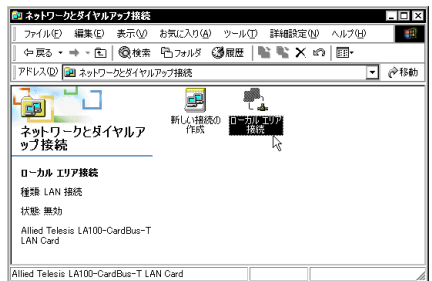 ネットワークとダイヤルアップ接続
ファイル(F) 編集(E) 表示(V) お気に入り(A) ツール(T) 詳細設定(N) ヘルプ(H)
戻る 検索 フォルダ 履歴
アドレス(D) ネットワークとダイヤルアップ接続 移動
ネットワークとダイヤルア
ップ接続
ローカル エリア接続
種類: LAN 接続
状態: 無効
Allied Telesis LA100-CardBus-T
LAN Card
新しい接続の
作成
ローカル エリア
接続
Allied Telesis LA100-CardBus-T LAN Card